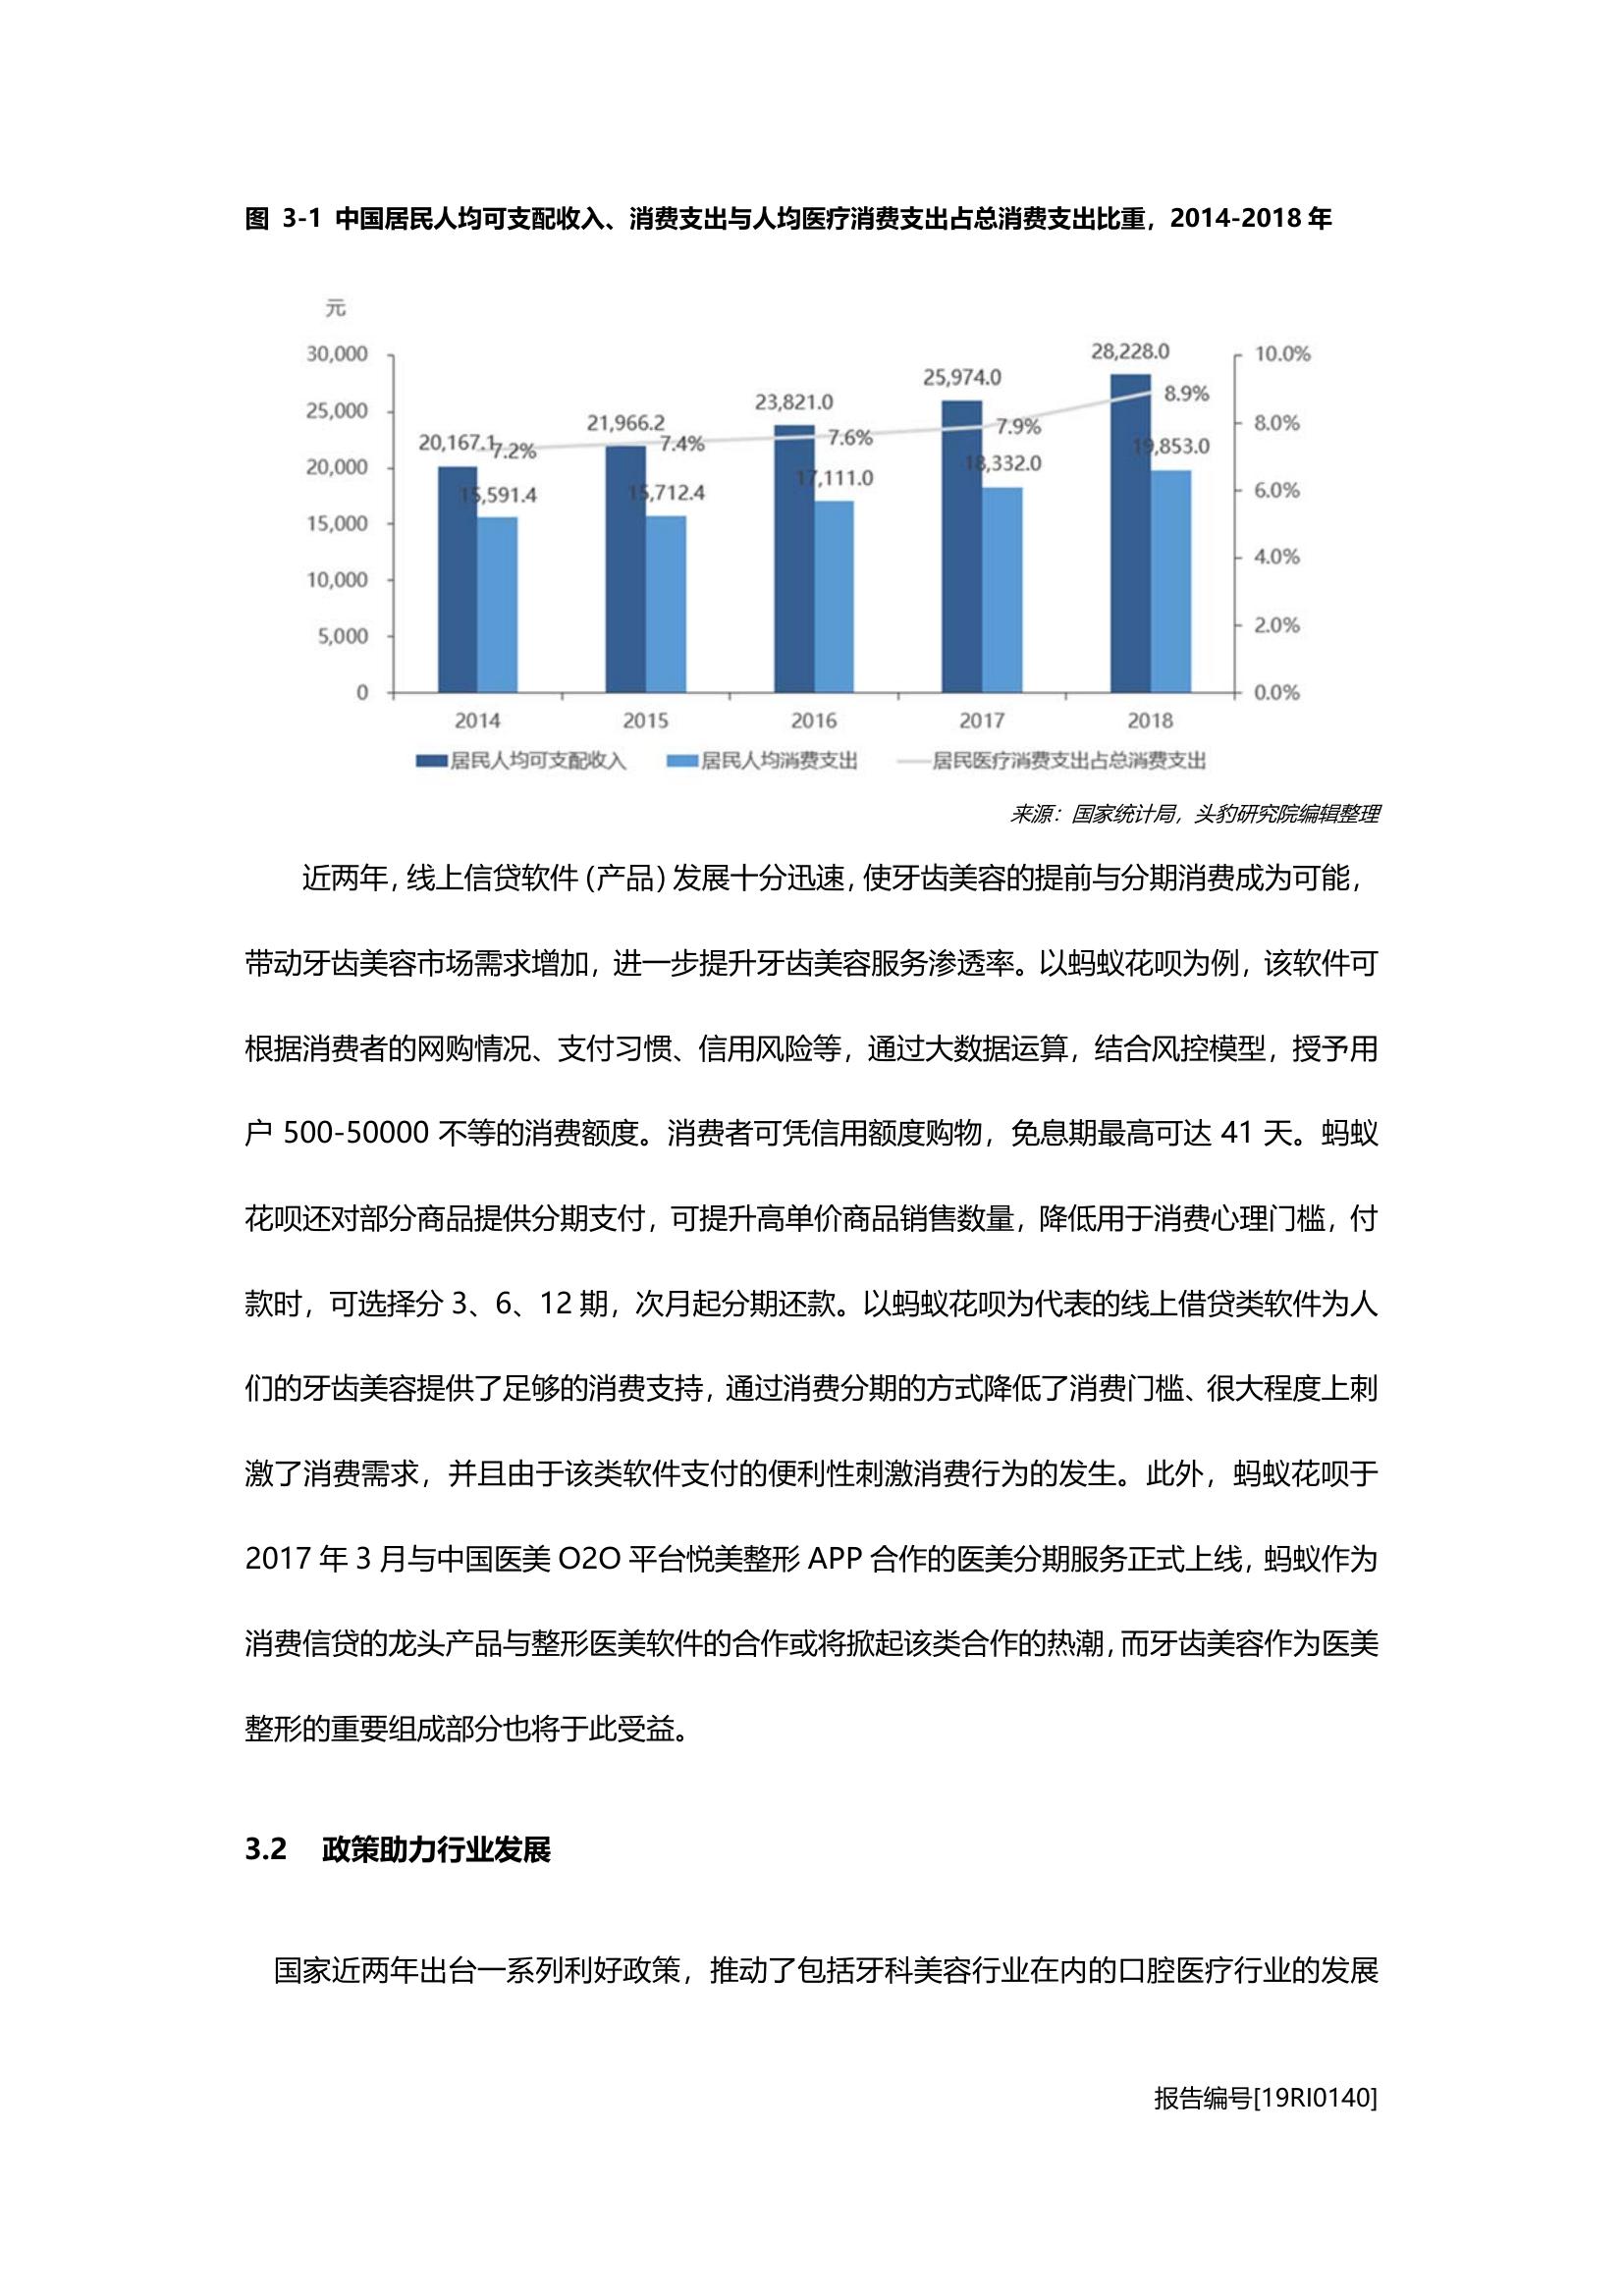 图 3-1 中国居民人均可支配收入、消费支出与人均医疗消费支出占总消费支出比重，2014-2018 年
元
30,000
25,000
20,000
15,000
10,000
5,000
0
10.0%
8.0%
6.0%
4.0%
2.0%
0.0%
20,167.1
7.2%
15,591.4
21,966.2
7.4%
15,712.4
23,821.0
7.6%
17,111.0
25,974.0
7.9%
18,332.0
28,228.0
8.9%
19,853.0
2014 2015 2016 2017 2018
居民人均可支配收入 居民人均消费支出 居民医疗消费支出占总消费支出
来源：国家统计局，头豹研究院编辑整理
近两年，线上信贷软件（产品）发展十分迅速，使牙齿美容的提前与分期消费成为可能，
带动牙齿美容市场需求增加，进一步提升牙齿美容服务渗透率。以蚂蚁花呗为例，该软件可
根据消费者的网购情况、支付习惯、信用风险等，通过大数据运算，结合风控模型，授予用
户 500-50000 不等的消费额度。消费者可凭信用额度购物，免息期最高可达 41 天。蚂蚁
花呗还对部分商品提供分期支付，可提升高单价商品销售数量，降低用于消费心理门槛，付
款时，可选择分 3、6、12 期，次月起分期还款。以蚂蚁花呗为代表的线上借贷类软件为人
们的牙齿美容提供了足够的消费支持，通过消费分期的方式降低了消费门槛、很大程度上刺
激了消费需求，并且由于该类软件支付的便利性刺激消费行为的发生。此外，蚂蚁花呗于
2017 年 3 月与中国医美 O2O 平台悦美整形 APP 合作的医美分期服务正式上线，蚂蚁作为
消费信贷的龙头产品与整形医美软件的合作或将掀起该类合作的热潮，而牙齿美容作为医美
整形的重要组成部分也将于此受益。
3.2 政策助力行业发展
国家近两年出台一系列利好政策，推动了包括牙科美容行业在内的口腔医疗行业的发展
报告编号[19RI0140]